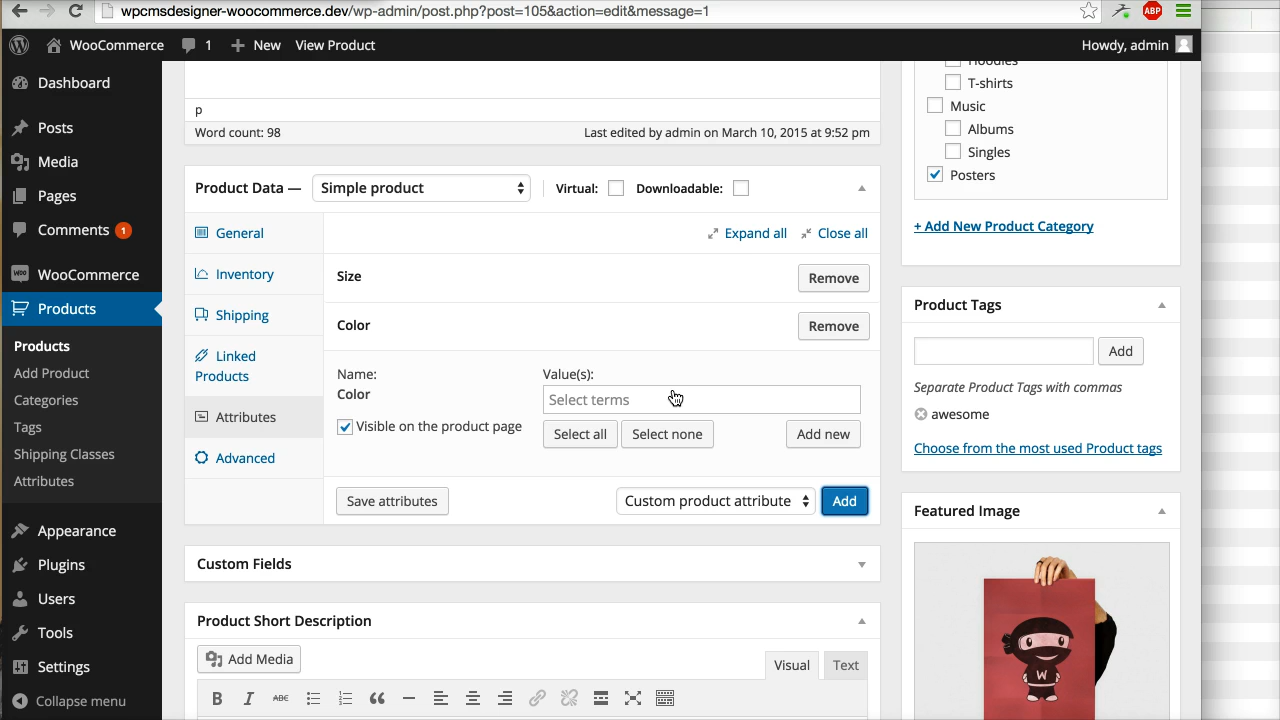 wpcmsdesigner-woocommerce.dev/wp-admin/post.php?post=105&action=edit&message=1
ABP
WooCommerce 1 New View Product Howdy, admin
Dashboard
Posts
Media
Pages
Comments 1
WooCommerce
Products
Products
Add Product
Categories
Tags
Shipping Classes
Attributes
Appearance
Plugins
Users
Tools
Settings
Collapse menu
p
Word count: 98 Last edited by admin on March 10, 2015 at 9:52 pm
Product Data — Simple product Virtual: Downloadable:
General
Inventory
Shipping
Linked
Products
Attributes
Advanced
Expand all Close all
Size Remove
Color Remove
Name: Value(s):
Color Select terms
Visible on the product page Select all Select none Add new
Save attributes Custom product attribute Add
Custom Fields
Product Short Description
Add Media Visual Text
B I ABC
Hoodies
T-shirts
Music
Albums
Singles
Posters
+ Add New Product Category
Product Tags
Add
Separate Product Tags with commas
awesome
Choose from the most used Product tags
Featured Image
W